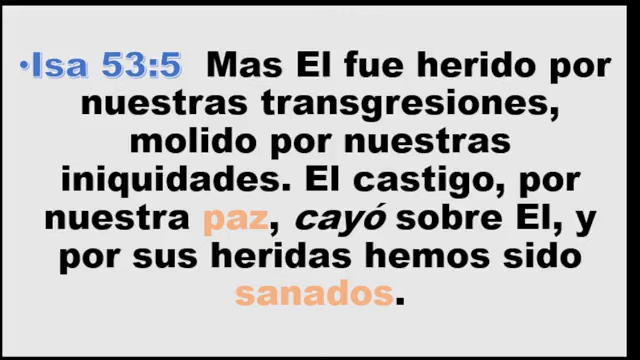 •Isa 53:5 Mas El fue herido por
nuestras transgresiones,
molido por nuestras
iniquidades. El castigo, por
nuestra paz, cayó sobre El, y
por sus heridas hemos sido
sanados.